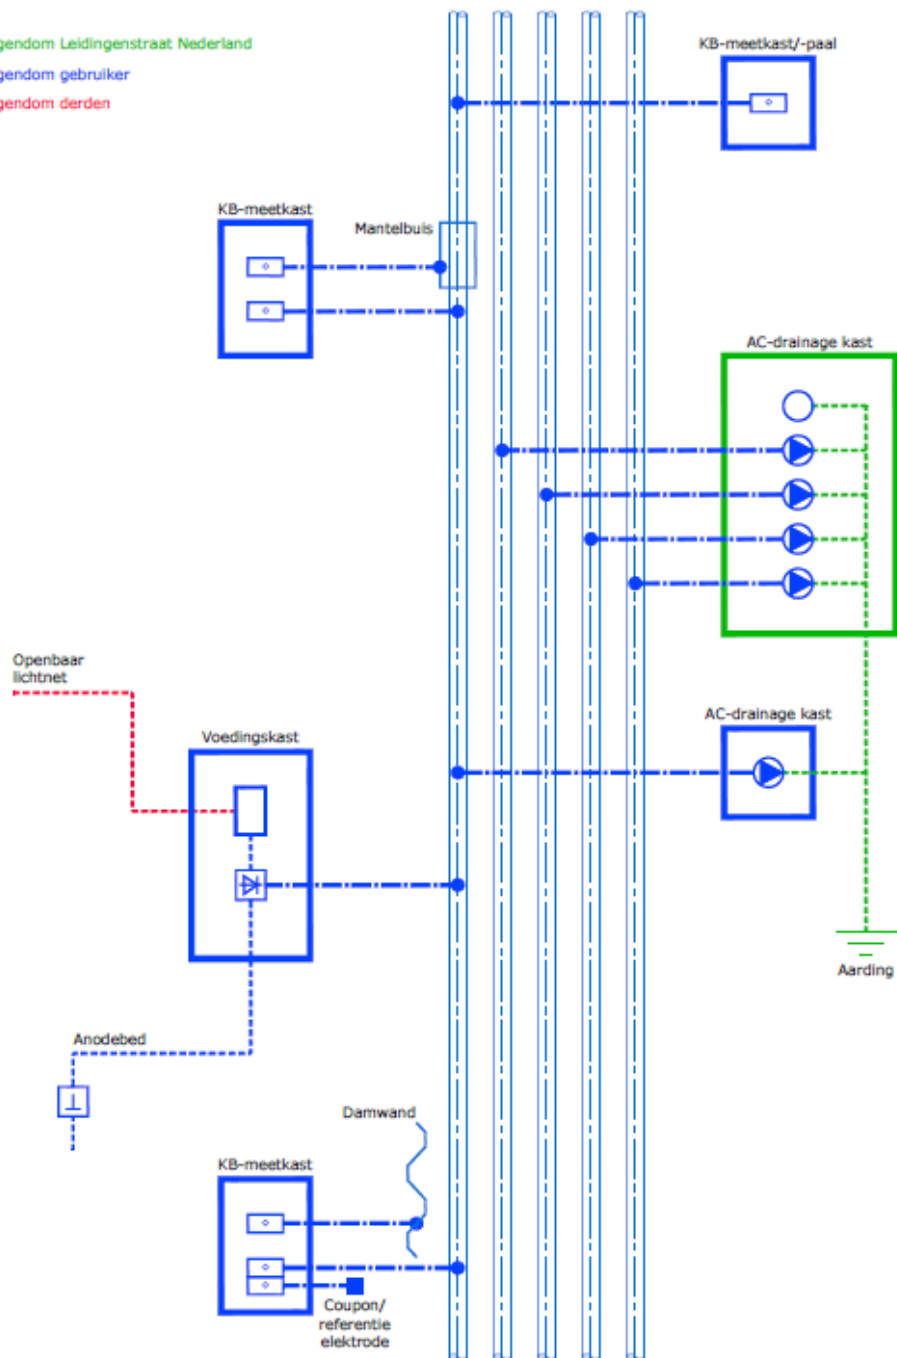 gendom Leidingenstraat Nederland
gendom gebruiker
gendom derden
KB-meetkast/-paal
KB-meetkast
Mantelbuis
AC-drainage kast
Openbaar
lichtnet
Voedingskast
AC-drainage kast
Aarding
Anodebed
Damwand
KB-meetkast
Coupon/
referentie
elektrode